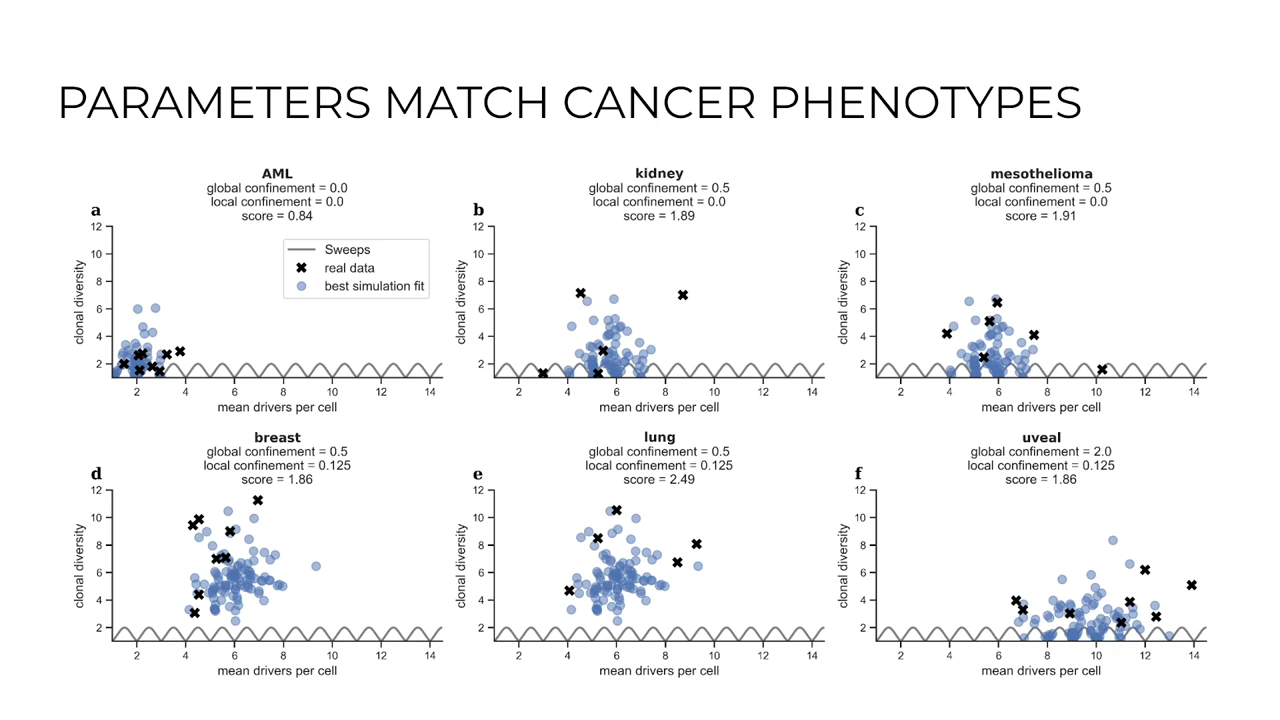 PARAMETERS MATCH CANCER PHENOTYPES
AML
global confinement = 0.0
local confinement = 0.0
score = 0.84
a
12
10
8
6
4
2
clonal diversity
2 4 6 8 10 12 14
mean drivers per cell
Sweeps
real data
best simulation fit
kidney
global confinement = 0.5
local confinement = 0.0
score = 1.89
b
12
10
8
6
4
2
clonal diversity
2 4 6 8 10 12 14
mean drivers per cell
mesothelioma
global confinement = 0.5
local confinement = 0.0
score = 1.91
c
12
10
8
6
4
2
clonal diversity
2 4 6 8 10 12 14
mean drivers per cell
breast
global confinement = 0.5
local confinement = 0.125
score = 1.86
d
12
10
8
6
4
2
clonal diversity
2 4 6 8 10 12 14
mean drivers per cell
lung
global confinement = 0.5
local confinement = 0.125
score = 2.49
e
12
10
8
6
4
2
clonal diversity
2 4 6 8 10 12 14
mean drivers per cell
uveal
global confinement = 2.0
local confinement = 0.125
score = 1.86
f
12
10
8
6
4
2
clonal diversity
2 4 6 8 10 12 14
mean drivers per cell